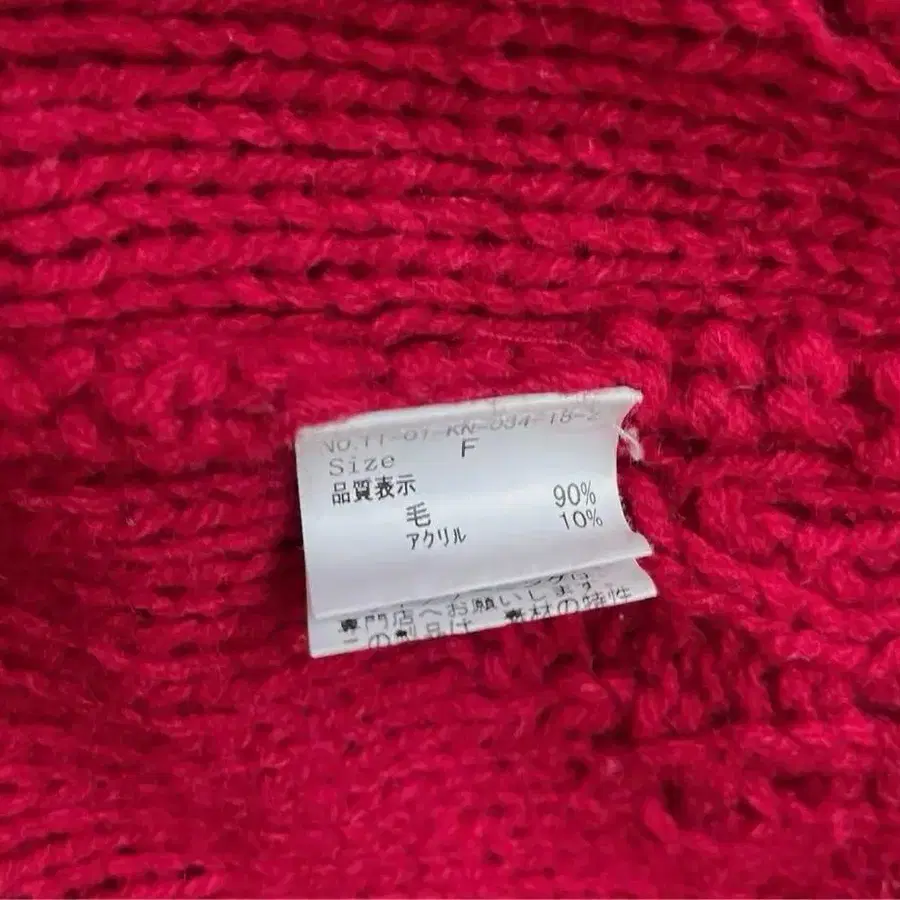 NO.11-01-KN-034-18-2
Size F
品質表示
毛 90%
アクリル 10%
専門店へお願いします。
この製品は、素材の特性